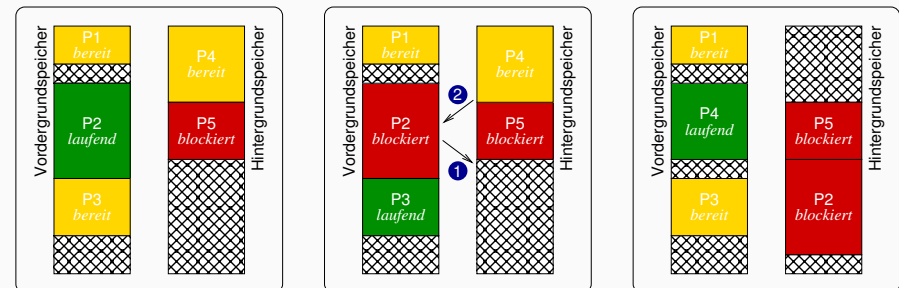 Vordergrundspeicher
P1
bereit
P2
laufend
P3
bereit
P4
bereit
P5
blockiert
Hintergrundspeicher
Vordergrundspeicher
P1
bereit
P2
blockiert
P3
laufend
2
1
P4
bereit
P5
blockiert
Hintergrundspeicher
Vordergrundspeicher
P1
bereit
P4
laufend
P3
bereit
P5
blockiert
P2
blockiert
Hintergrundspeicher